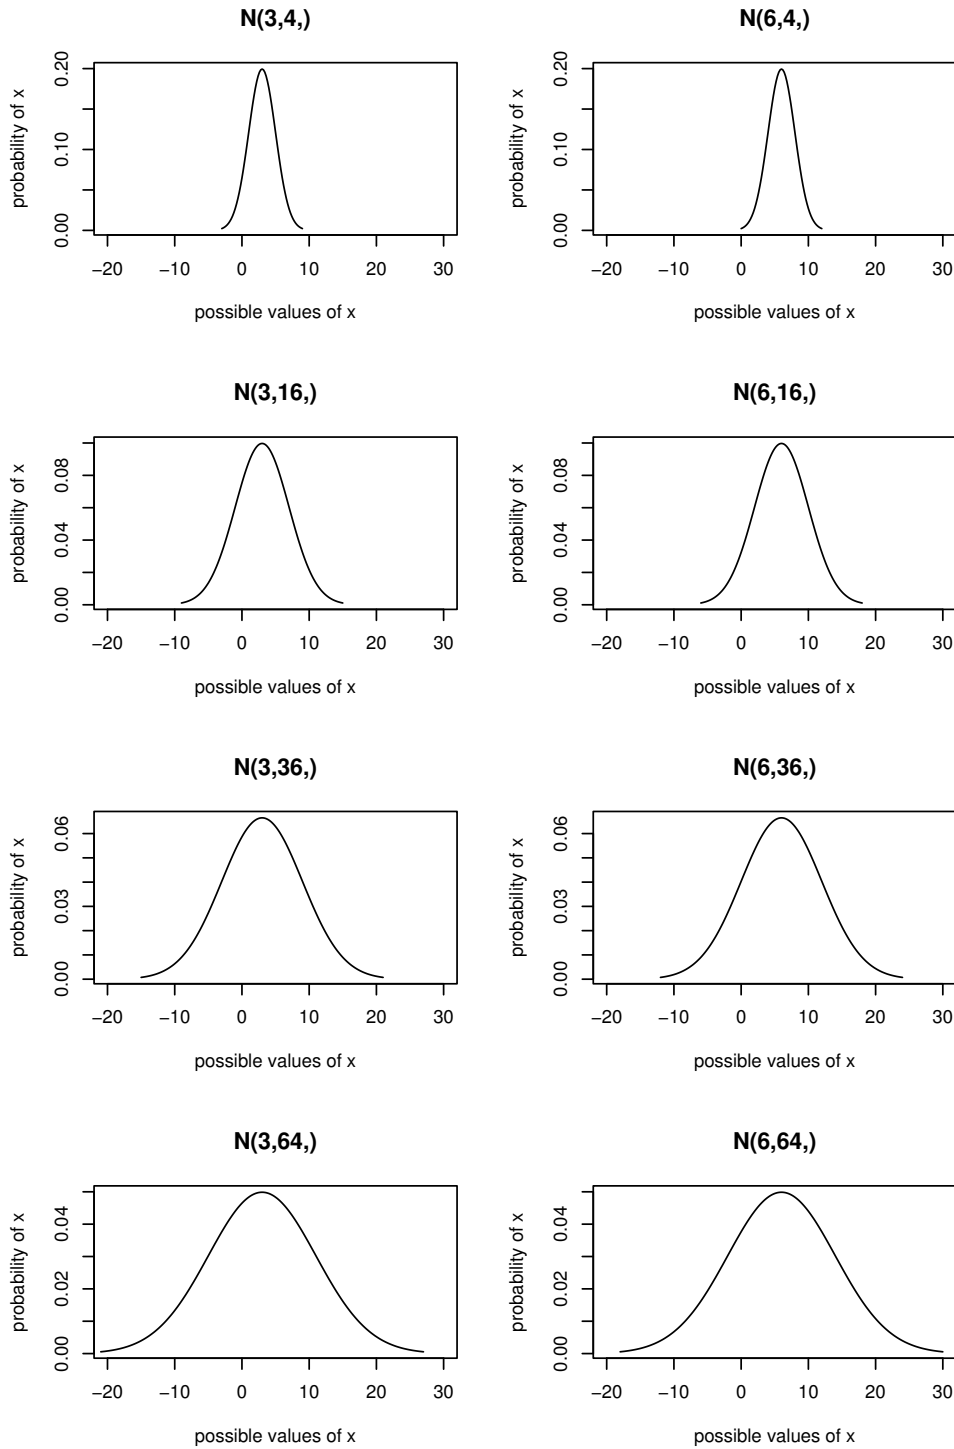 N(3,4,)
probability of x
0.00 0.10 0.20
−20 −10 0 10 20 30
possible values of x
N(6,4,)
probability of x
0.00 0.10 0.20
−20 −10 0 10 20 30
possible values of x
N(3,16,)
probability of x
0.00 0.04 0.08
−20 −10 0 10 20 30
possible values of x
N(6,16,)
probability of x
0.00 0.04 0.08
−20 −10 0 10 20 30
possible values of x
N(3,36,)
probability of x
0.00 0.03 0.06
−20 −10 0 10 20 30
possible values of x
N(6,36,)
probability of x
0.00 0.03 0.06
−20 −10 0 10 20 30
possible values of x
N(3,64,)
probability of x
0.00 0.02 0.04
−20 −10 0 10 20 30
possible values of x
N(6,64,)
probability of x
0.00 0.02 0.04
−20 −10 0 10 20 30
possible values of x